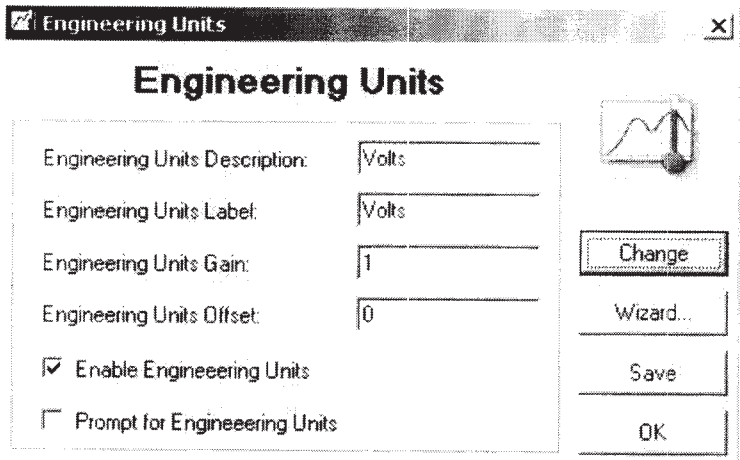 Engineering Units
Engineering Units
Engineering Units Description: Volts
Engineering Units Label: Volts
Engineering Units Gain: 1
Engineering Units Offset: 0
Enable Engineeering Units
Prompt for Engineeering Units
Change
Wizard...
Save
OK